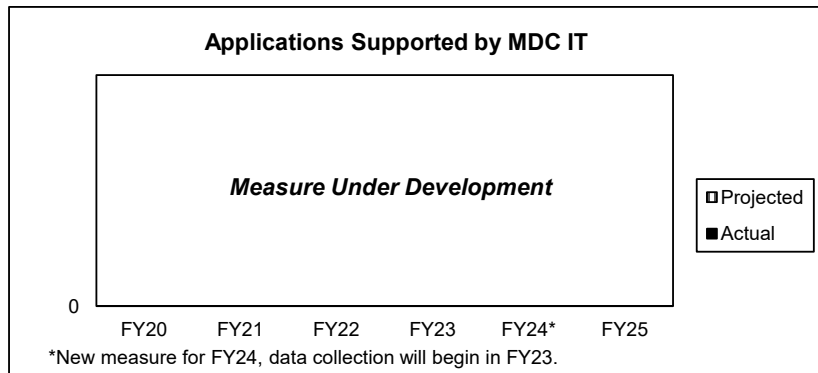 Applications Supported by MDC IT
Measure Under Development
Projected
Actual
0
FY20 FY21 FY22 FY23 FY24* FY25
*New measure for FY24, data collection will begin in FY23.